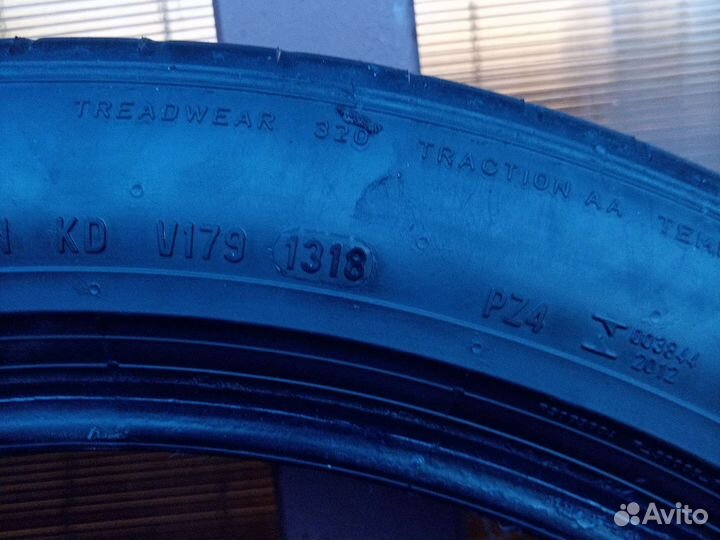 TREADWEAR 320 TRACTION AA
KD V179 1318 PZ4
003844
2012
Avito